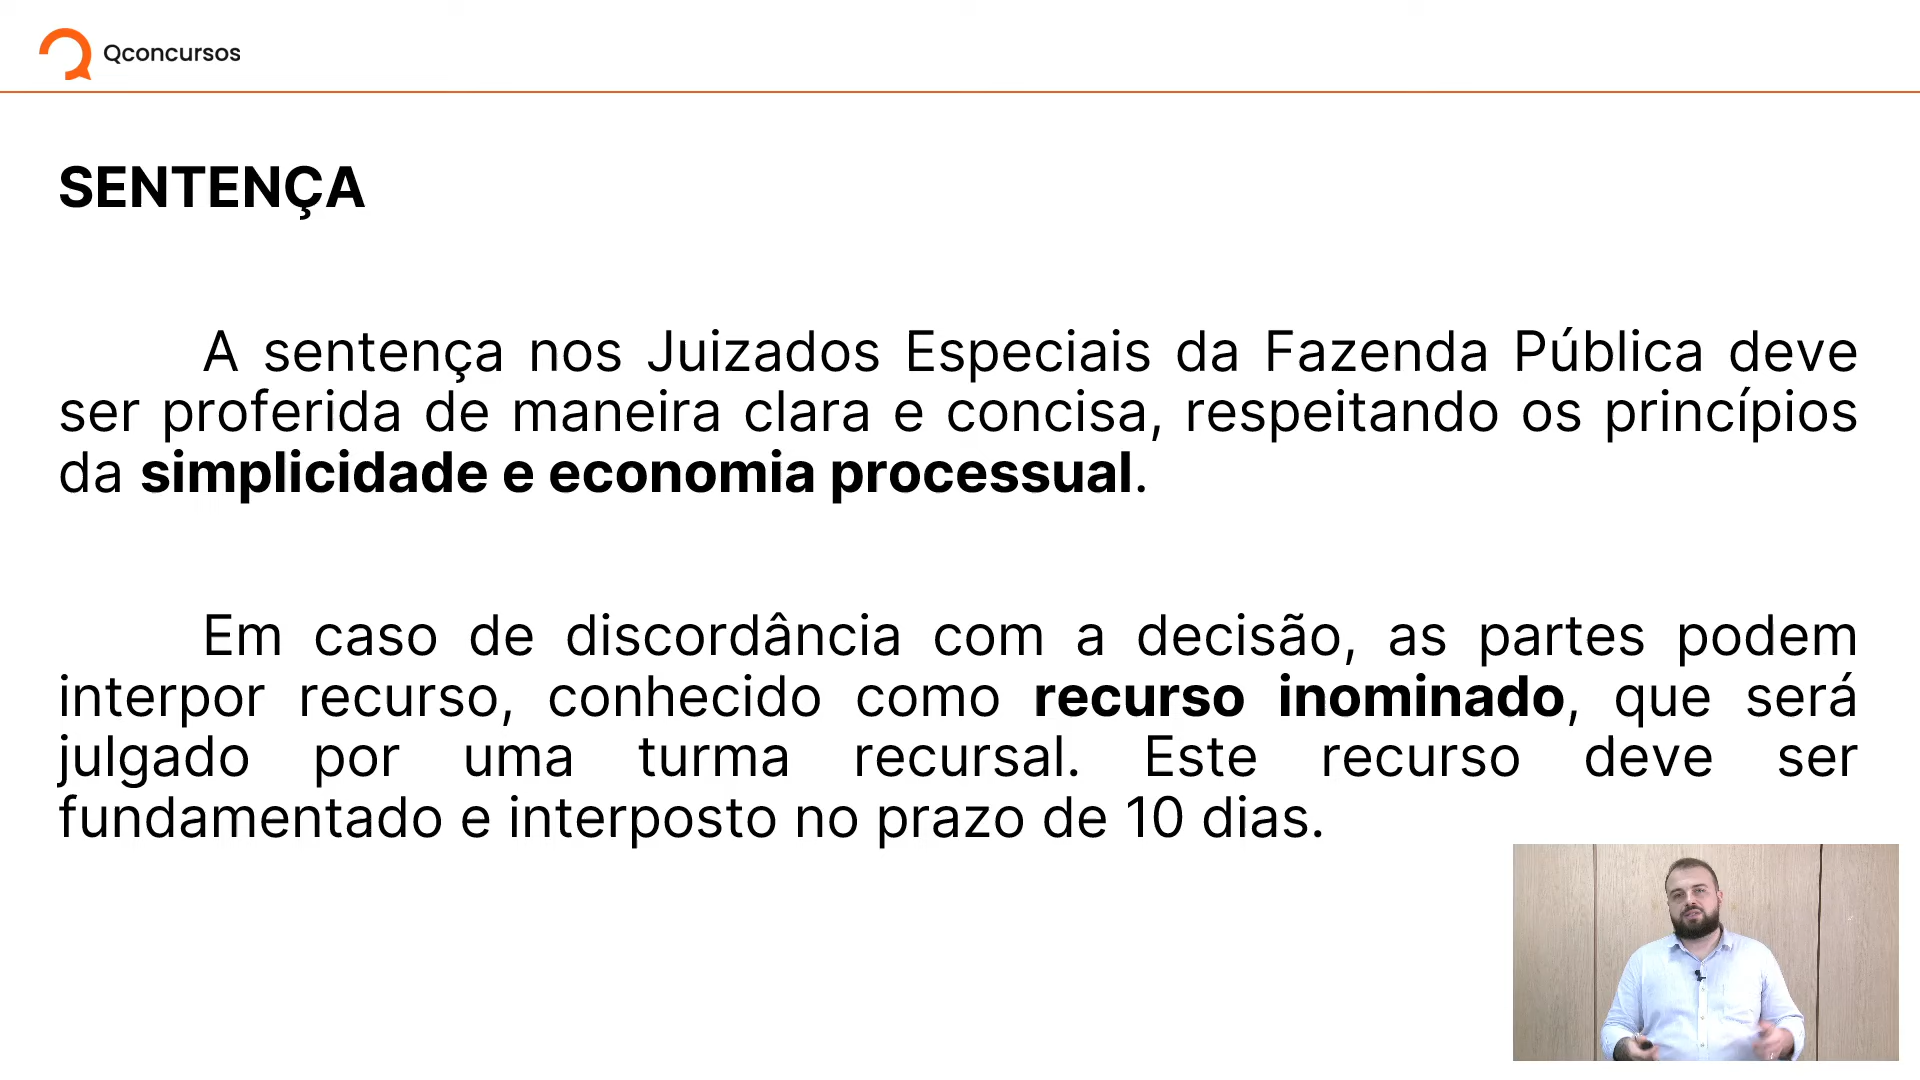 Qconcursos
SENTENÇA
A sentença nos Juizados Especiais da Fazenda Pública deve
ser proferida de maneira clara e concisa, respeitando os princípios
da simplicidade e economia processual.
Em caso de discordância com a decisão, as partes podem
interpor recurso, conhecido como recurso inominado, que será
julgado por uma turma recursal. Este recurso deve ser
fundamentado e interposto no prazo de 10 dias.